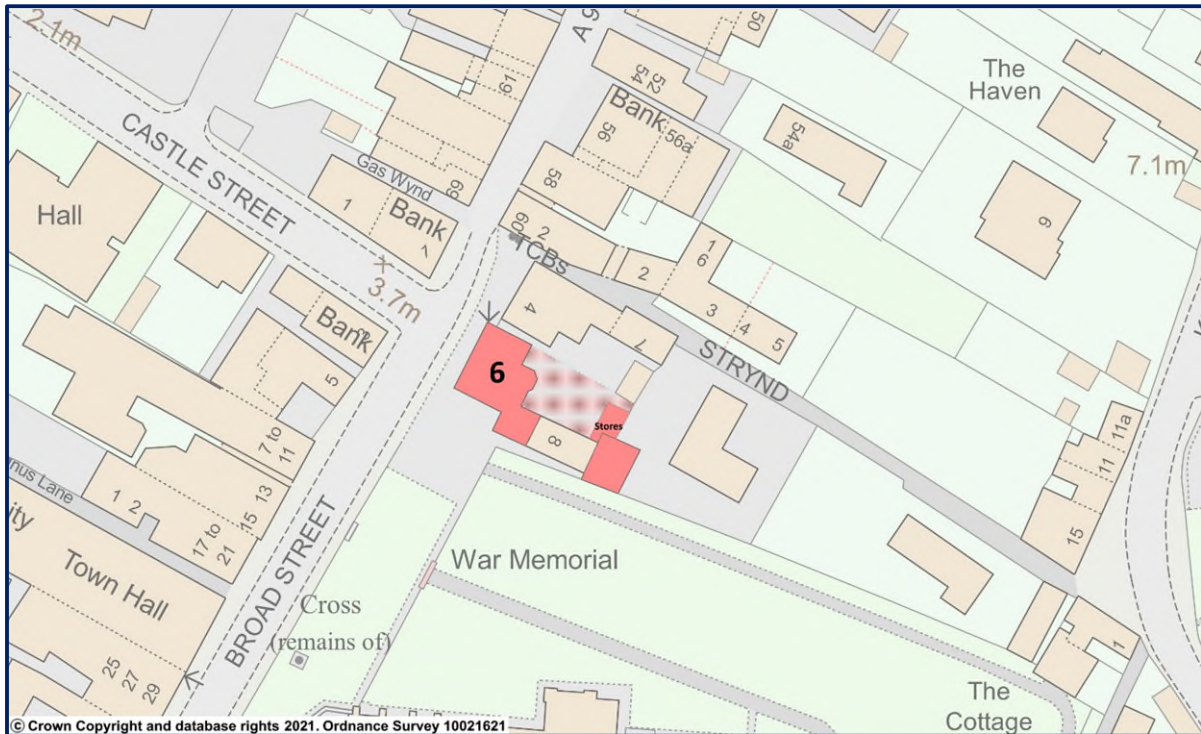 2.1m
CASTLE STREET
Hall
Gas Wynd
1
Bank
7
61
69
52
54
50
Bank
56
56a
58
60
2
TCBs
2
1
6
3
4
5
54a
The
Haven
7.1m
9
3.7m
Bank
5
4
7
6
Stores
8
STRYND
11a
11
15
1
7 to
11
13
15
17 to
21
1
2
Town Hall
25
27
29
BROAD STREET
War Memorial
Cross
(remains of)
The
Cottage
© Crown Copyright and database rights 2021. Ordnance Survey 10021621